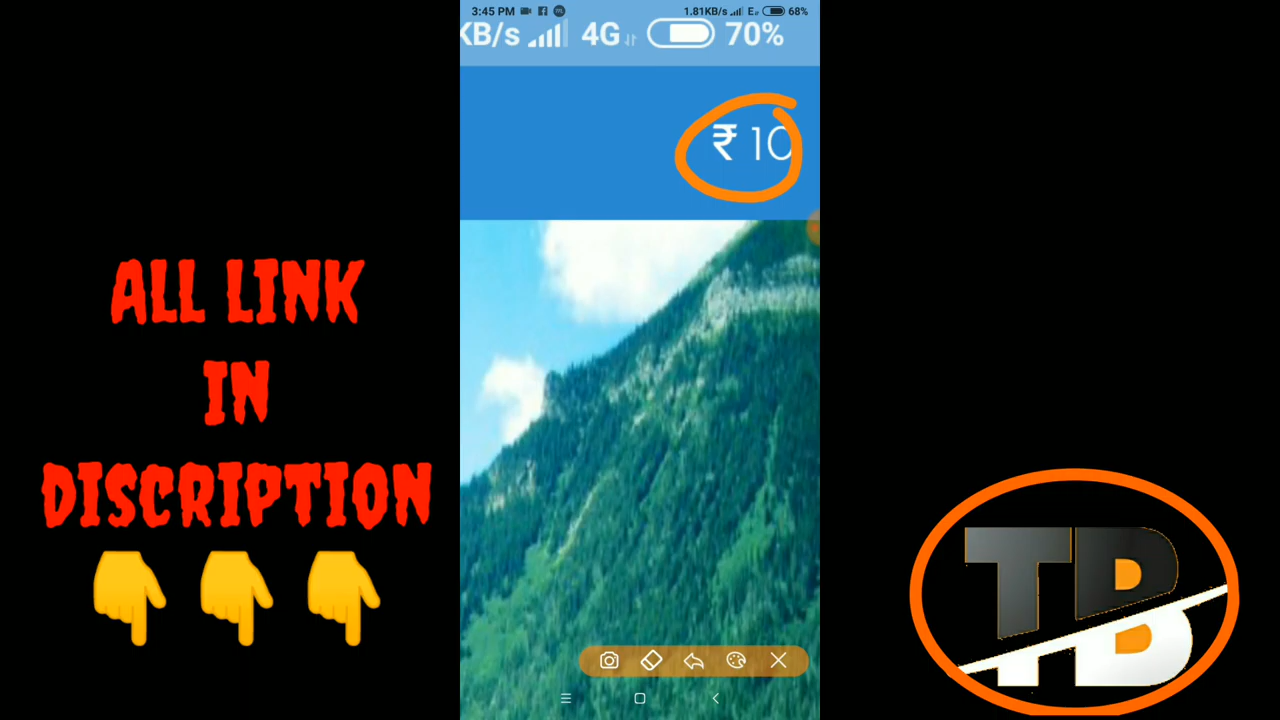 3:45 PM
1.81KB/s
E
68%
KB/s
4G
70%
₹ 10
ALL LINK
IN
DISCRIPTION
TB